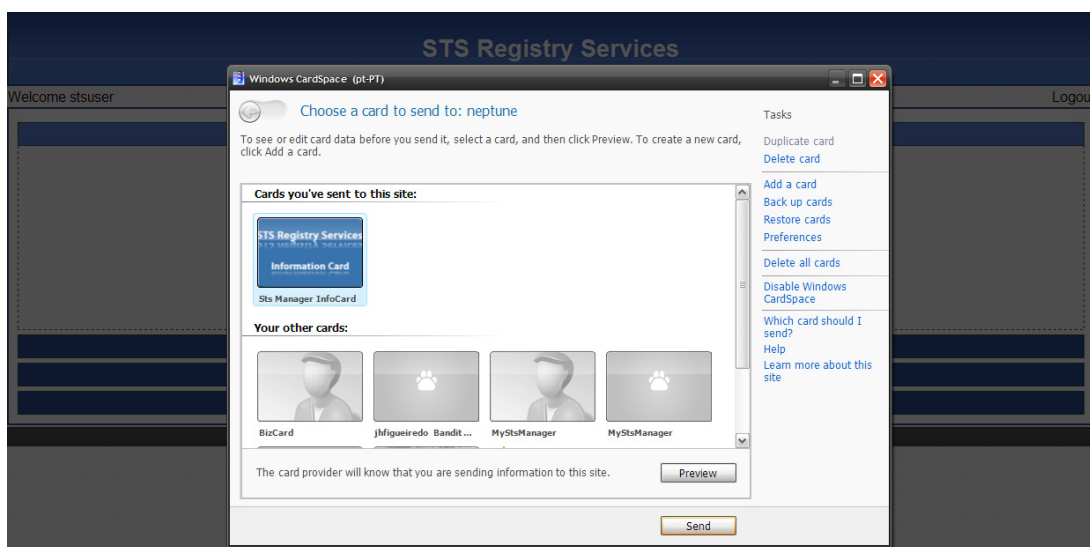 STS Registry Services
Windows CardSpace (pt-PT)
Welcome stsuser
Logou
Choose a card to send to: neptune
To see or edit card data before you send it, select a card, and then click Preview. To create a new card,
click Add a card.
Cards you've sent to this site:
STS Registry Services
Information Card
Sts Manager InfoCard
Your other cards:
BizCard
jhfigueiredo Bandit ...
MyStsManager
MyStsManager
The card provider will know that you are sending information to this site.
Preview
Send
Tasks
Duplicate card
Delete card
Add a card
Back up cards
Restore cards
Preferences
Delete all cards
Disable Windows
CardSpace
Which card should I
send?
Help
Learn more about this
site